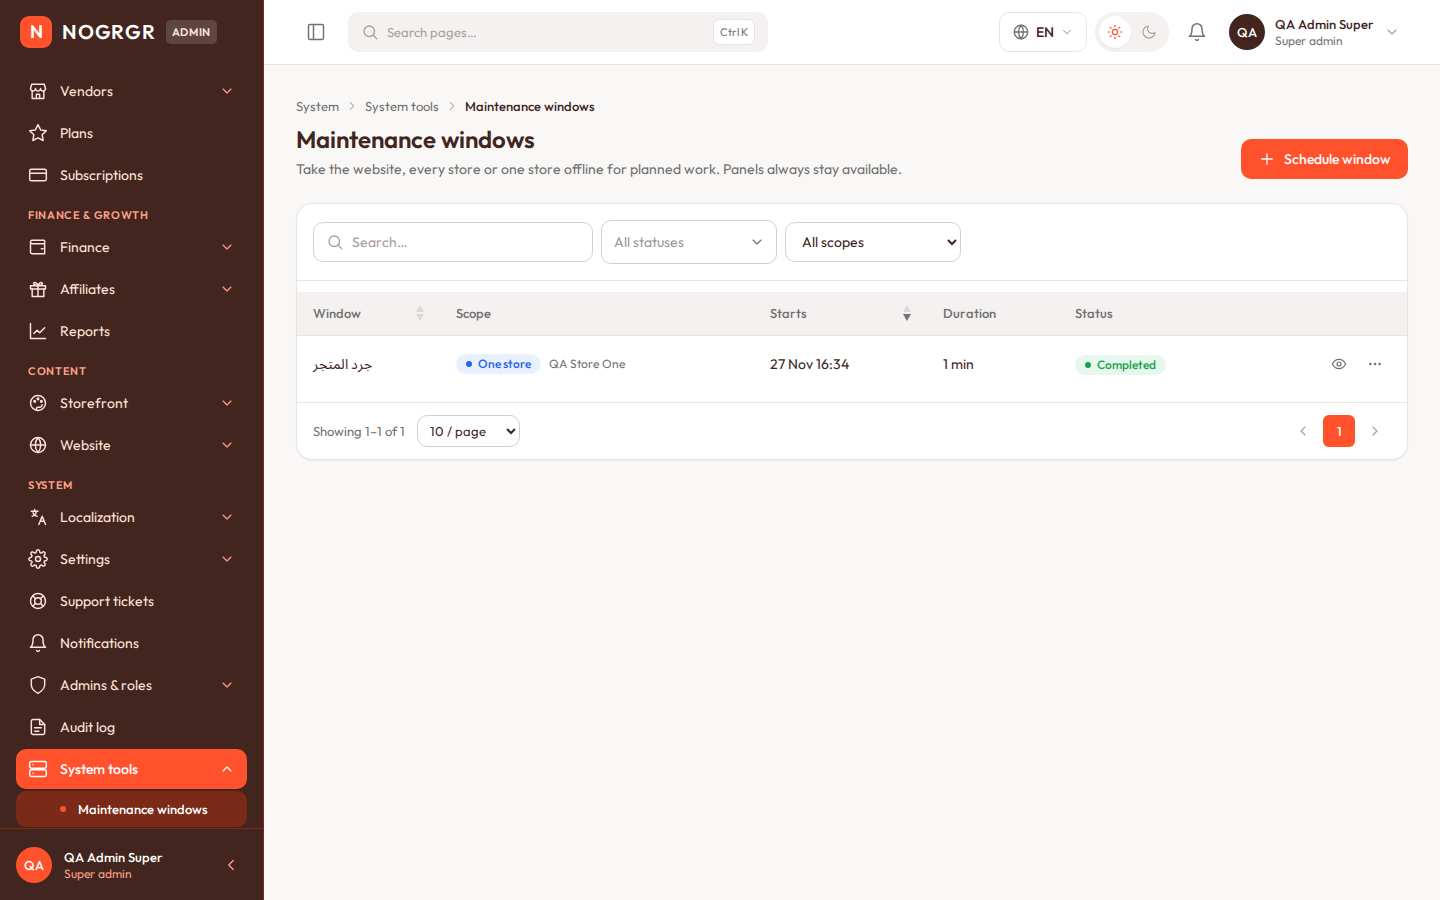 N NOGRGR ADMIN
Search pages...
Ctrl K
EN
QA
QA Admin Super
Super admin
Vendors
Plans
Subscriptions
FINANCE & GROWTH
Finance
Affiliates
Reports
CONTENT
Storefront
Website
SYSTEM
Localization
Settings
Support tickets
Notifications
Admins & roles
Audit log
System tools
Maintenance windows
QA
QA Admin Super
Super admin
System > System tools > Maintenance windows
Maintenance windows
Take the website, every store or one store offline for planned work. Panels always stay available.
+ Schedule window
Search...
All statuses
All scopes
Window Scope Starts Duration Status
جرد المتجر One store QA Store One 27 Nov 16:34 1 min Completed
Showing 1–1 of 1 10 / page 1